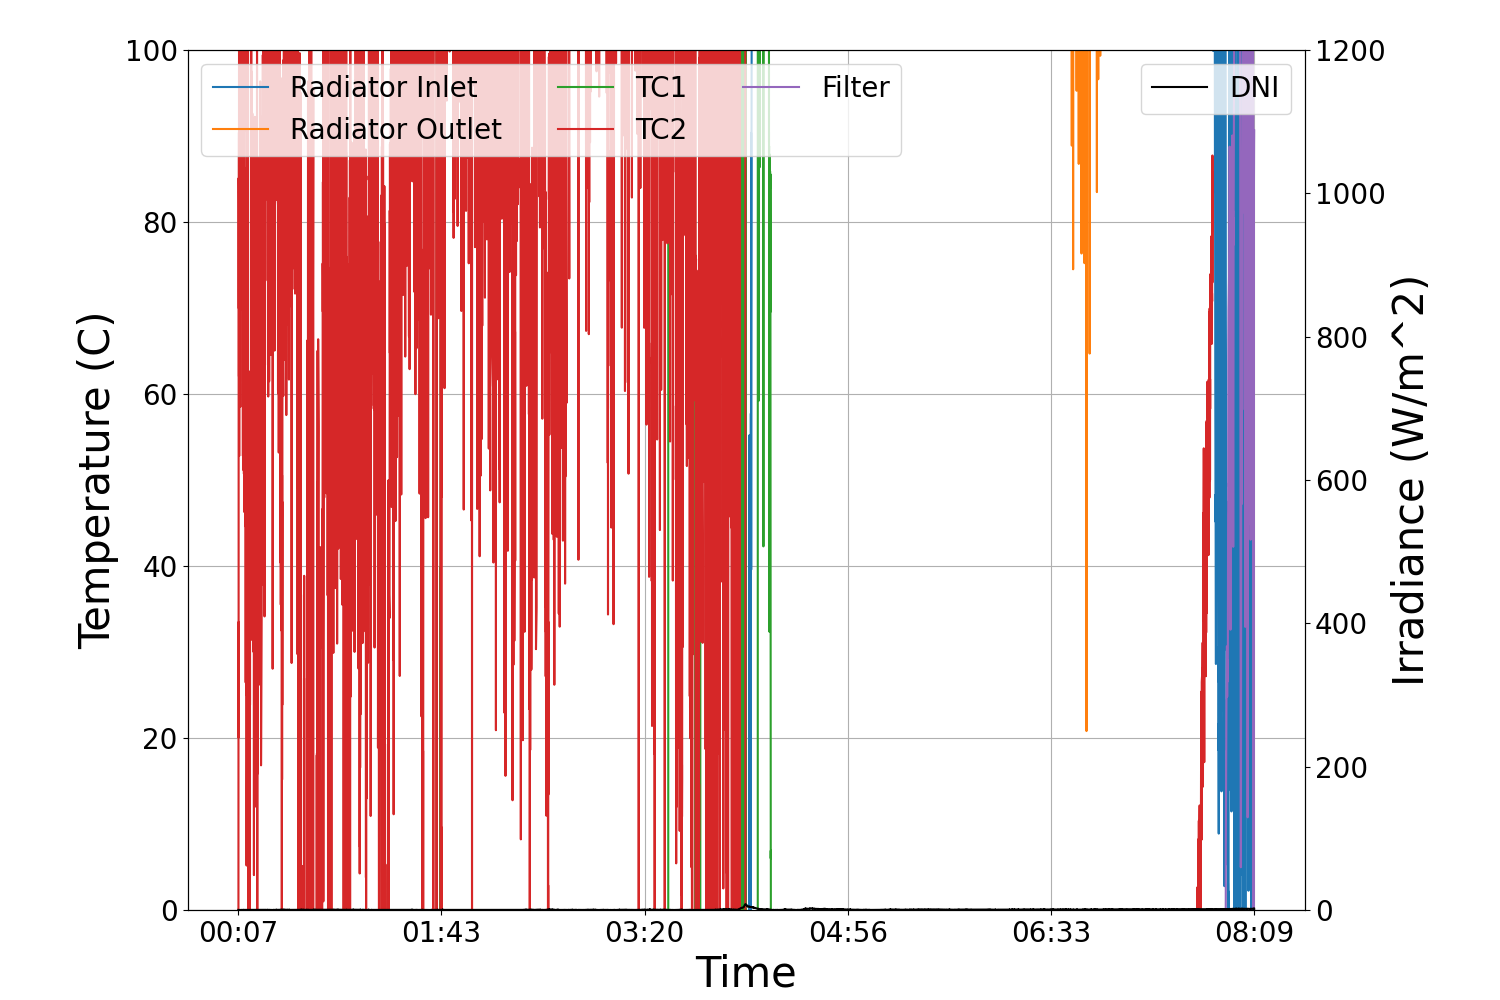 100
80
60
40
20
0
Temperature (C)
Radiator Inlet
Radiator Outlet
TC1
TC2
Filter
DNI
1200
1000
800
600
400
200
0
Irradiance (W/m^2)
00:07 01:43 03:20 04:56 06:33 08:09
Time